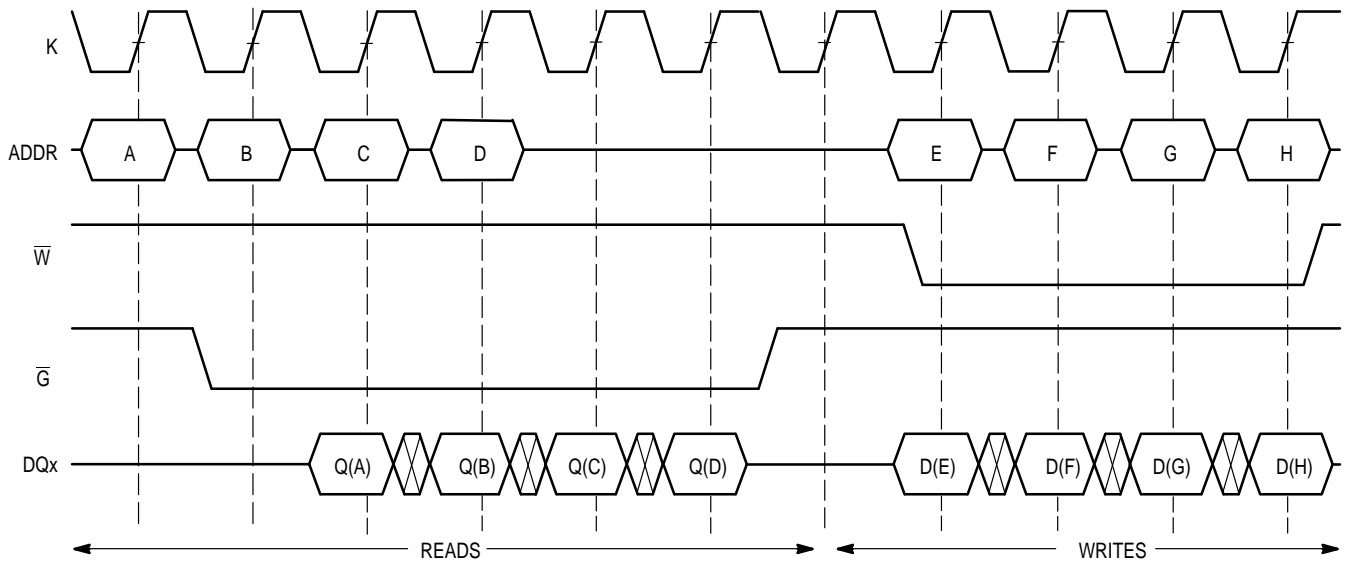 K
ADDR A B C D E F G H
W̅
G̅
DQx Q(A) Q(B) Q(C) Q(D) D(E) D(F) D(G) D(H)
READS WRITES